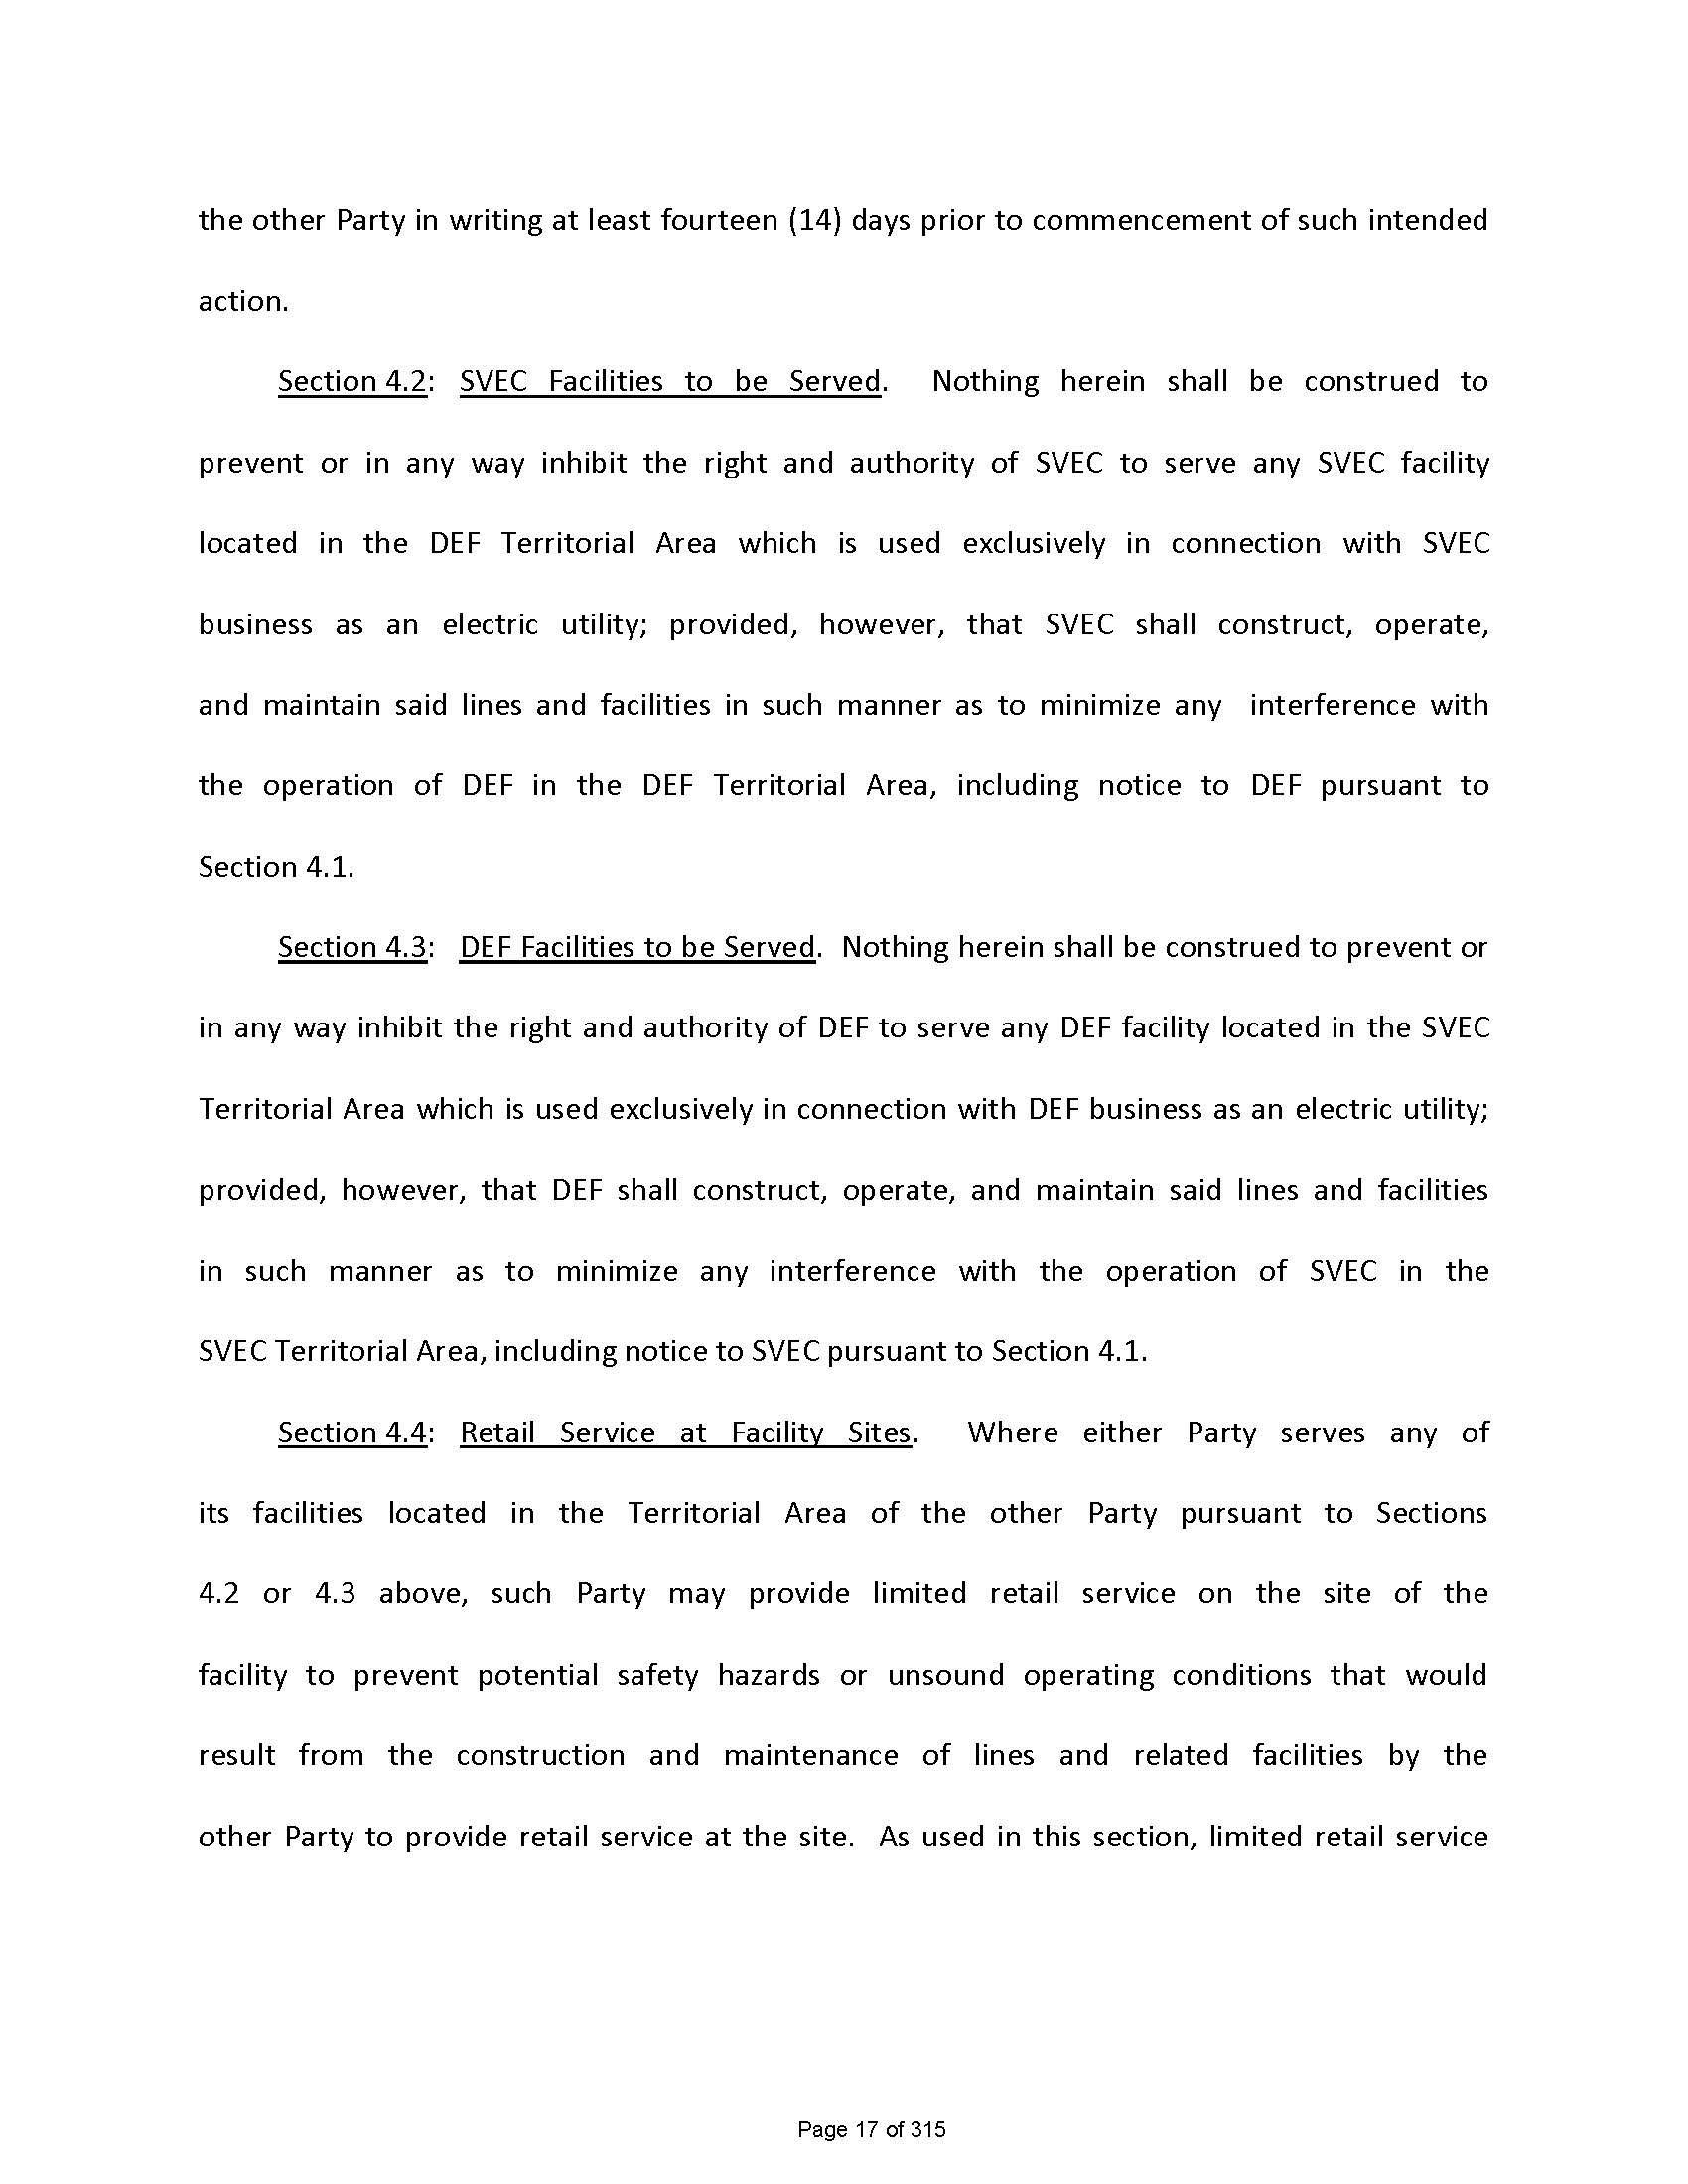 the other Party in writing at least fourteen (14) days prior to commencement of such intended
action.
Section 4.2: SVEC Facilities to be Served. Nothing herein shall be construed to
prevent or in any way inhibit the right and authority of SVEC to serve any SVEC facility
located in the DEF Territorial Area which is used exclusively in connection with SVEC
business as an electric utility; provided, however, that SVEC shall construct, operate,
and maintain said lines and facilities in such manner as to minimize any interference with
the operation of DEF in the DEF Territorial Area, including notice to DEF pursuant to
Section 4.1.
Section 4.3: DEF Facilities to be Served. Nothing herein shall be construed to prevent or
in any way inhibit the right and authority of DEF to serve any DEF facility located in the SVEC
Territorial Area which is used exclusively in connection with DEF business as an electric utility;
provided, however, that DEF shall construct, operate, and maintain said lines and facilities
in such manner as to minimize any interference with the operation of SVEC in the
SVEC Territorial Area, including notice to SVEC pursuant to Section 4.1.
Section 4.4: Retail Service at Facility Sites. Where either Party serves any of
its facilities located in the Territorial Area of the other Party pursuant to Sections
4.2 or 4.3 above, such Party may provide limited retail service on the site of the
facility to prevent potential safety hazards or unsound operating conditions that would
result from the construction and maintenance of lines and related facilities by the
other Party to provide retail service at the site. As used in this section, limited retail service
Page 17 of 315